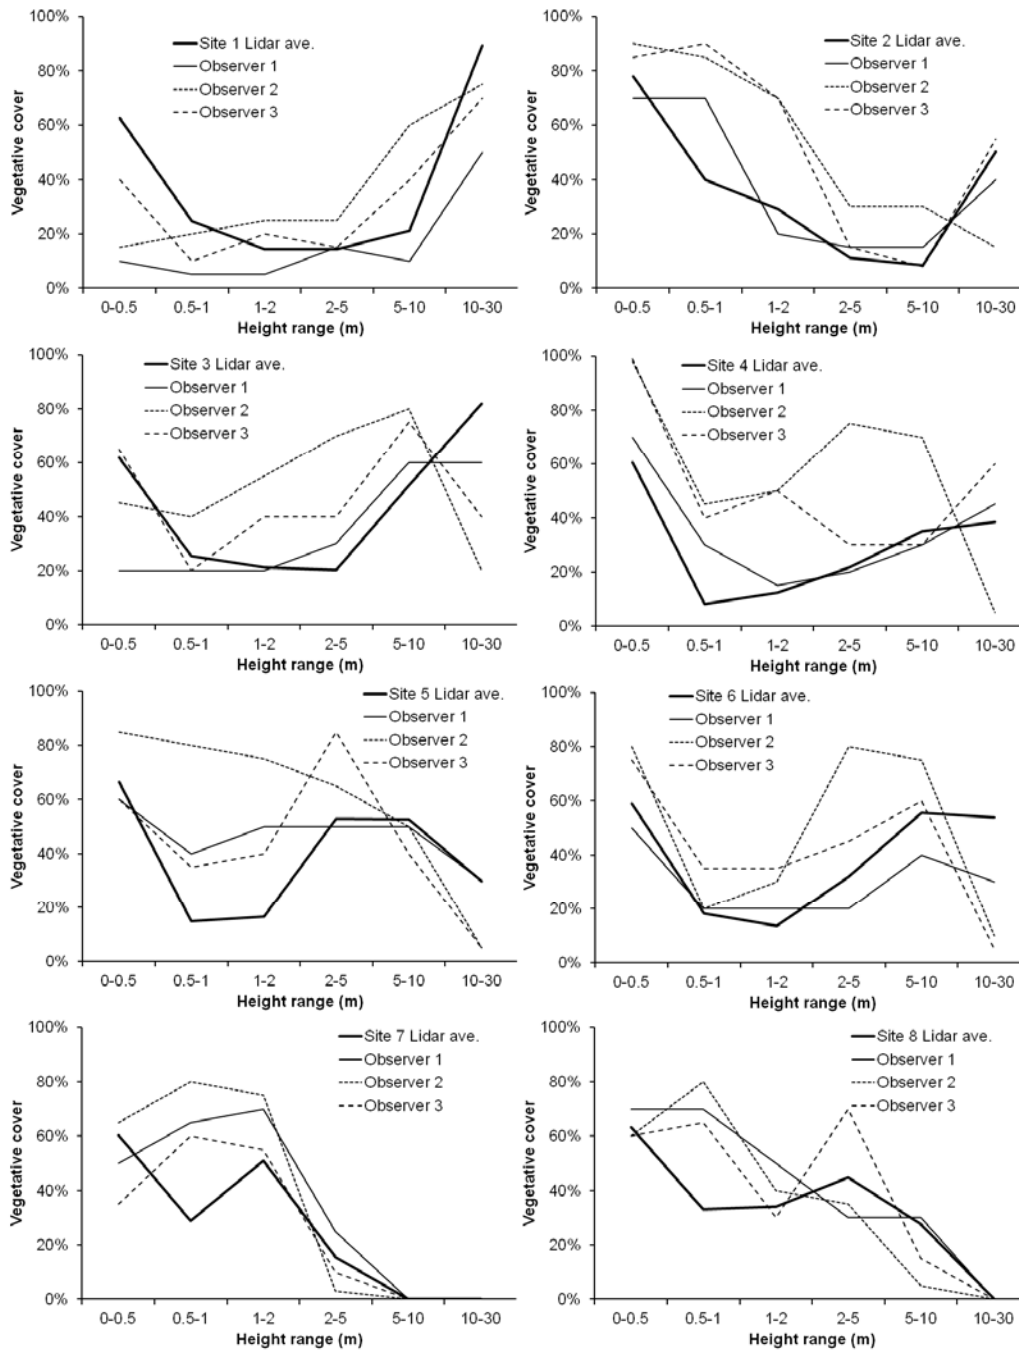 100%
80%
60%
40%
20%
0%
Vegetative cover
Site 1 Lidar ave.
Observer 1
Observer 2
Observer 3
0-0.5 0.5-1 1-2 2-5 5-10 10-30
Height range (m)
100%
80%
60%
40%
20%
0%
Vegetative cover
Site 2 Lidar ave.
Observer 1
Observer 2
Observer 3
0-0.5 0.5-1 1-2 2-5 5-10 10-30
Height range (m)
100%
80%
60%
40%
20%
0%
Vegetative cover
Site 3 Lidar ave.
Observer 1
Observer 2
Observer 3
0-0.5 0.5-1 1-2 2-5 5-10 10-30
Height range (m)
100%
80%
60%
40%
20%
0%
Vegetative cover
Site 4 Lidar ave.
Observer 1
Observer 2
Observer 3
0-0.5 0.5-1 1-2 2-5 5-10 10-30
Height range (m)
100%
80%
60%
40%
20%
0%
Vegetative cover
Site 5 Lidar ave.
Observer 1
Observer 2
Observer 3
0-0.5 0.5-1 1-2 2-5 5-10 10-30
Height range (m)
100%
80%
60%
40%
20%
0%
Vegetative cover
Site 6 Lidar ave.
Observer 1
Observer 2
Observer 3
0-0.5 0.5-1 1-2 2-5 5-10 10-30
Height range (m)
100%
80%
60%
40%
20%
0%
Vegetative cover
Site 7 Lidar ave.
Observer 1
Observer 2
Observer 3
0-0.5 0.5-1 1-2 2-5 5-10 10-30
Height range (m)
100%
80%
60%
40%
20%
0%
Vegetative cover
Site 8 Lidar ave.
Observer 1
Observer 2
Observer 3
0-0.5 0.5-1 1-2 2-5 5-10 10-30
Height range (m)